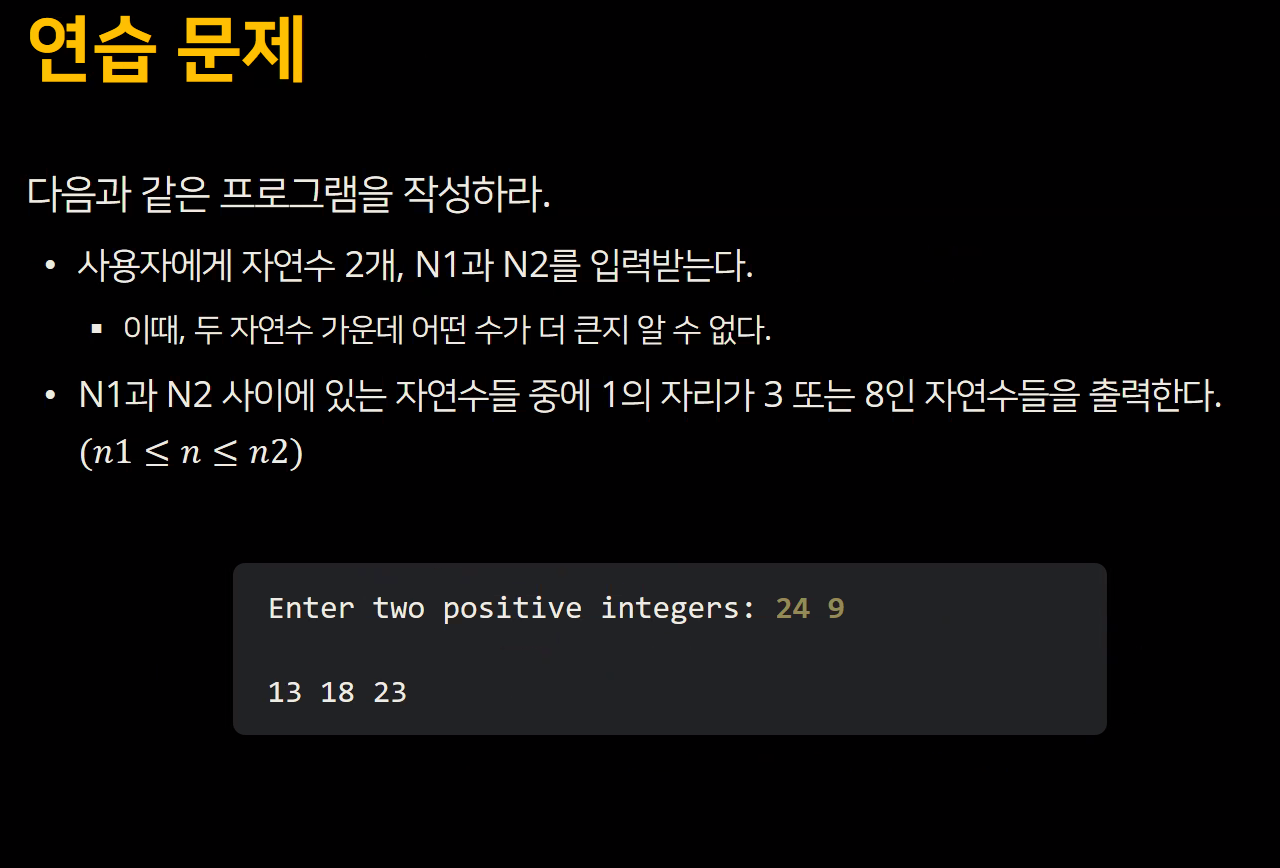 연습 문제
다음과 같은 프로그램을 작성하라.
• 사용자에게 자연수 2개, N1과 N2를 입력받는다.
▪ 이때, 두 자연수 가운데 어떤 수가 더 큰지 알 수 없다.
• N1과 N2 사이에 있는 자연수들 중에 1의 자리가 3 또는 8인 자연수들을 출력한다.
(n1 ≤ n ≤ n2)
Enter two positive integers: 24 9
13 18 23